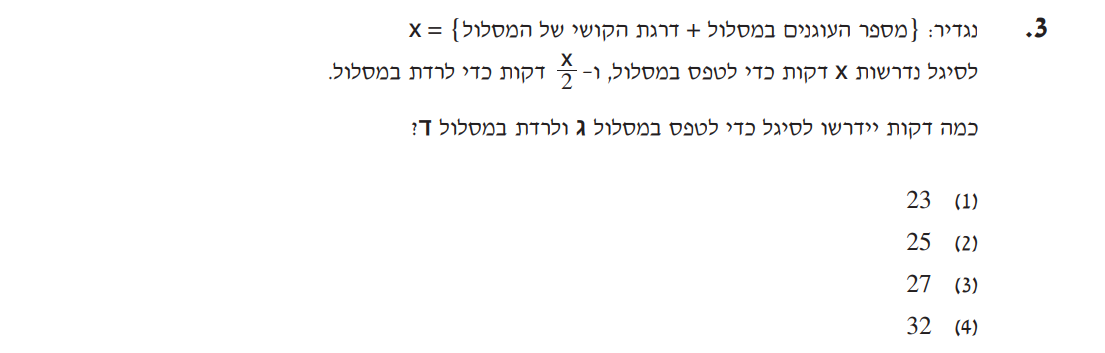 3. נגדיר: {מספר העוגנים במסלול + דרגת הקושי של המסלול} = x
לסיגל נדרשות x דקות כדי לטפס במסלול, ו- x/2 דקות כדי לרדת במסלול.
כמה דקות יידרשו לסיגל כדי לטפס במסלול ג ולרדת במסלול ד?
(1) 23
(2) 25
(3) 27
(4) 32